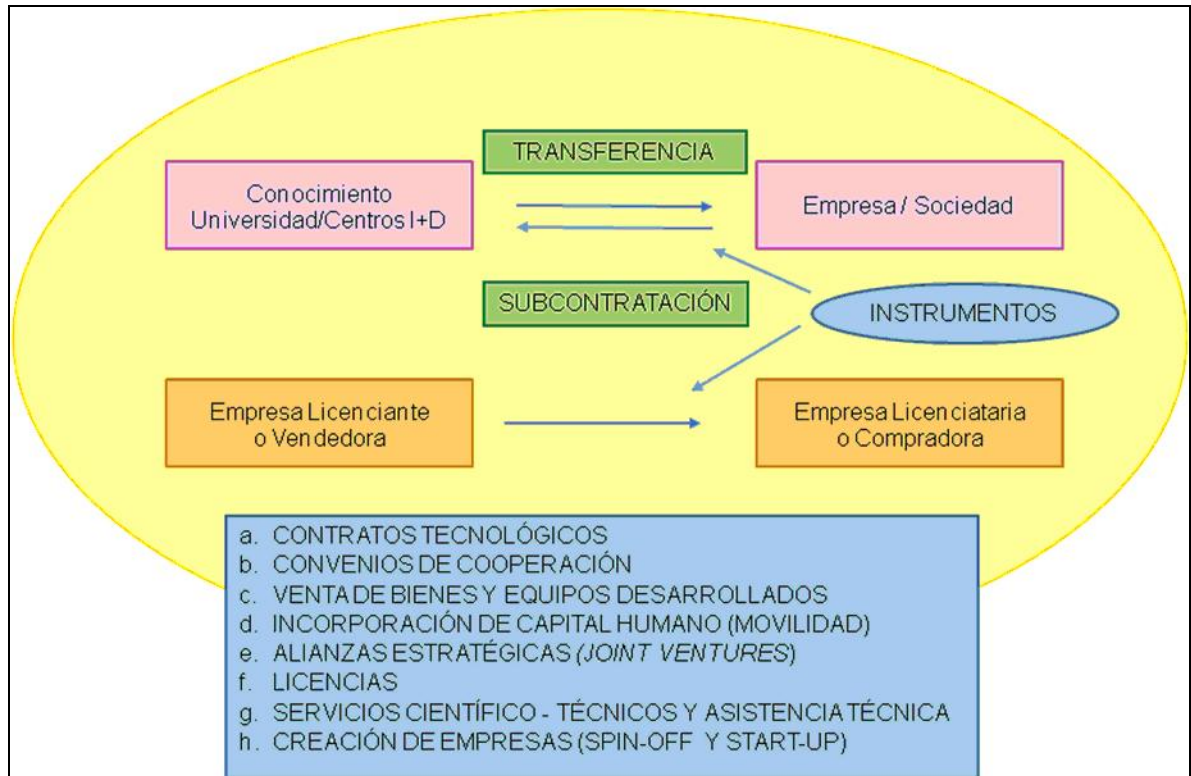 TRANSFERENCIA
Conocimiento
Universidad/Centros I+D
Empresa / Sociedad
SUBCONTRATACIÓN
INSTRUMENTOS
Empresa Licenciante
o Vendedora
Empresa Licenciataria
o Compradora
a. CONTRATOS TECNOLÓGICOS
b. CONVENIOS DE COOPERACIÓN
c. VENTA DE BIENES Y EQUIPOS DESARROLLADOS
d. INCORPORACIÓN DE CAPITAL HUMANO (MOVILIDAD)
e. ALIANZAS ESTRATÉGICAS (JOINT VENTURES)
f. LICENCIAS
g. SERVICIOS CIENTÍFICO - TÉCNICOS Y ASISTENCIA TÉCNICA
h. CREACIÓN DE EMPRESAS (SPIN-OFF Y START-UP)